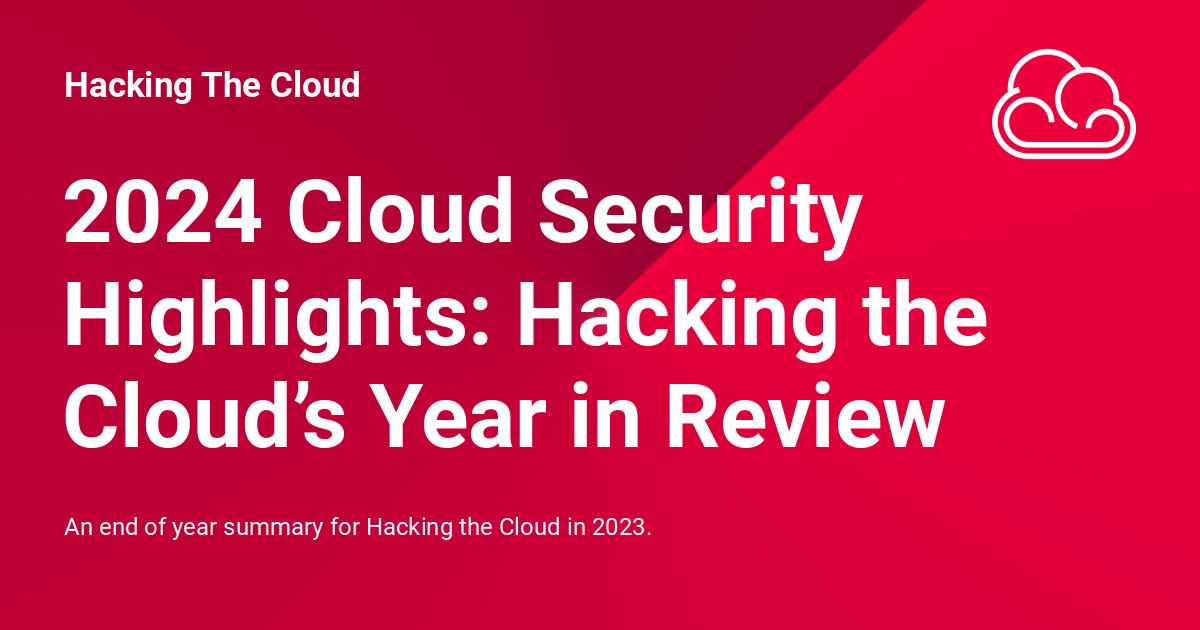 Hacking The Cloud
2024 Cloud Security
Highlights: Hacking the
Cloud’s Year in Review
An end of year summary for Hacking the Cloud in 2023.